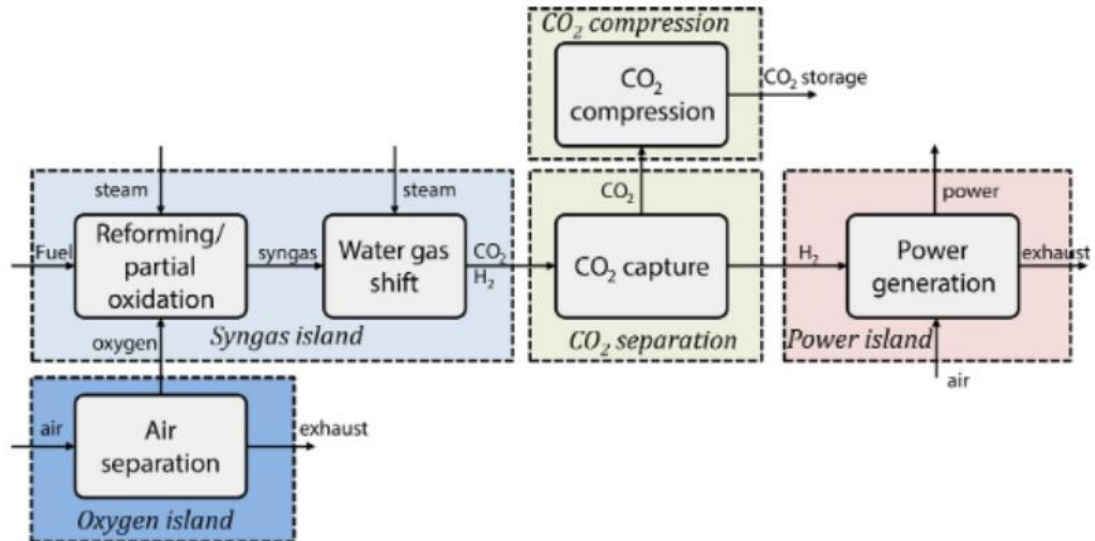 CO₂ compression
CO₂
compression
CO₂ storage
steam
steam
CO₂
power
Fuel
Reforming/
partial
oxidation
syngas
Water gas
shift
CO₂
H₂
CO₂ capture
H₂
Power
generation
exhaust
oxygen
Syngas island
CO₂ separation
Power island
air
air
Air
separation
exhaust
Oxygen island